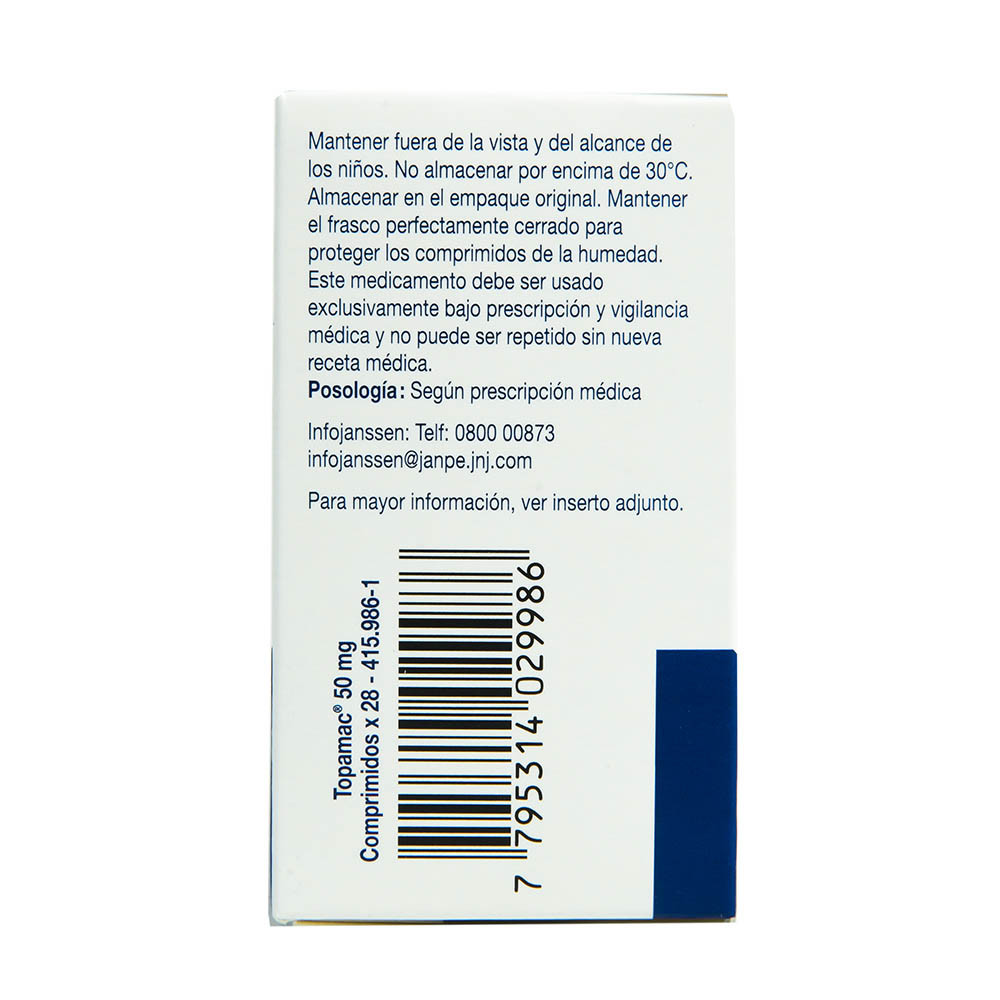 Mantener fuera de la vista y del alcance de
los niños. No almacenar por encima de 30°C.
Almacenar en el empaque original. Mantener
el frasco perfectamente cerrado para
proteger los comprimidos de la humedad.
Este medicamento debe ser usado
exclusivamente bajo prescripción y vigilancia
médica y no puede ser repetido sin nueva
receta médica.
Posología: Según prescripción médica
Infojanssen: Telf: 0800 00873
infojanssen@janpe.jnj.com
Para mayor información, ver inserto adjunto.
Topamac® 50 mg
Comprimidos x 28 - 415.986-1
7 795314 029986